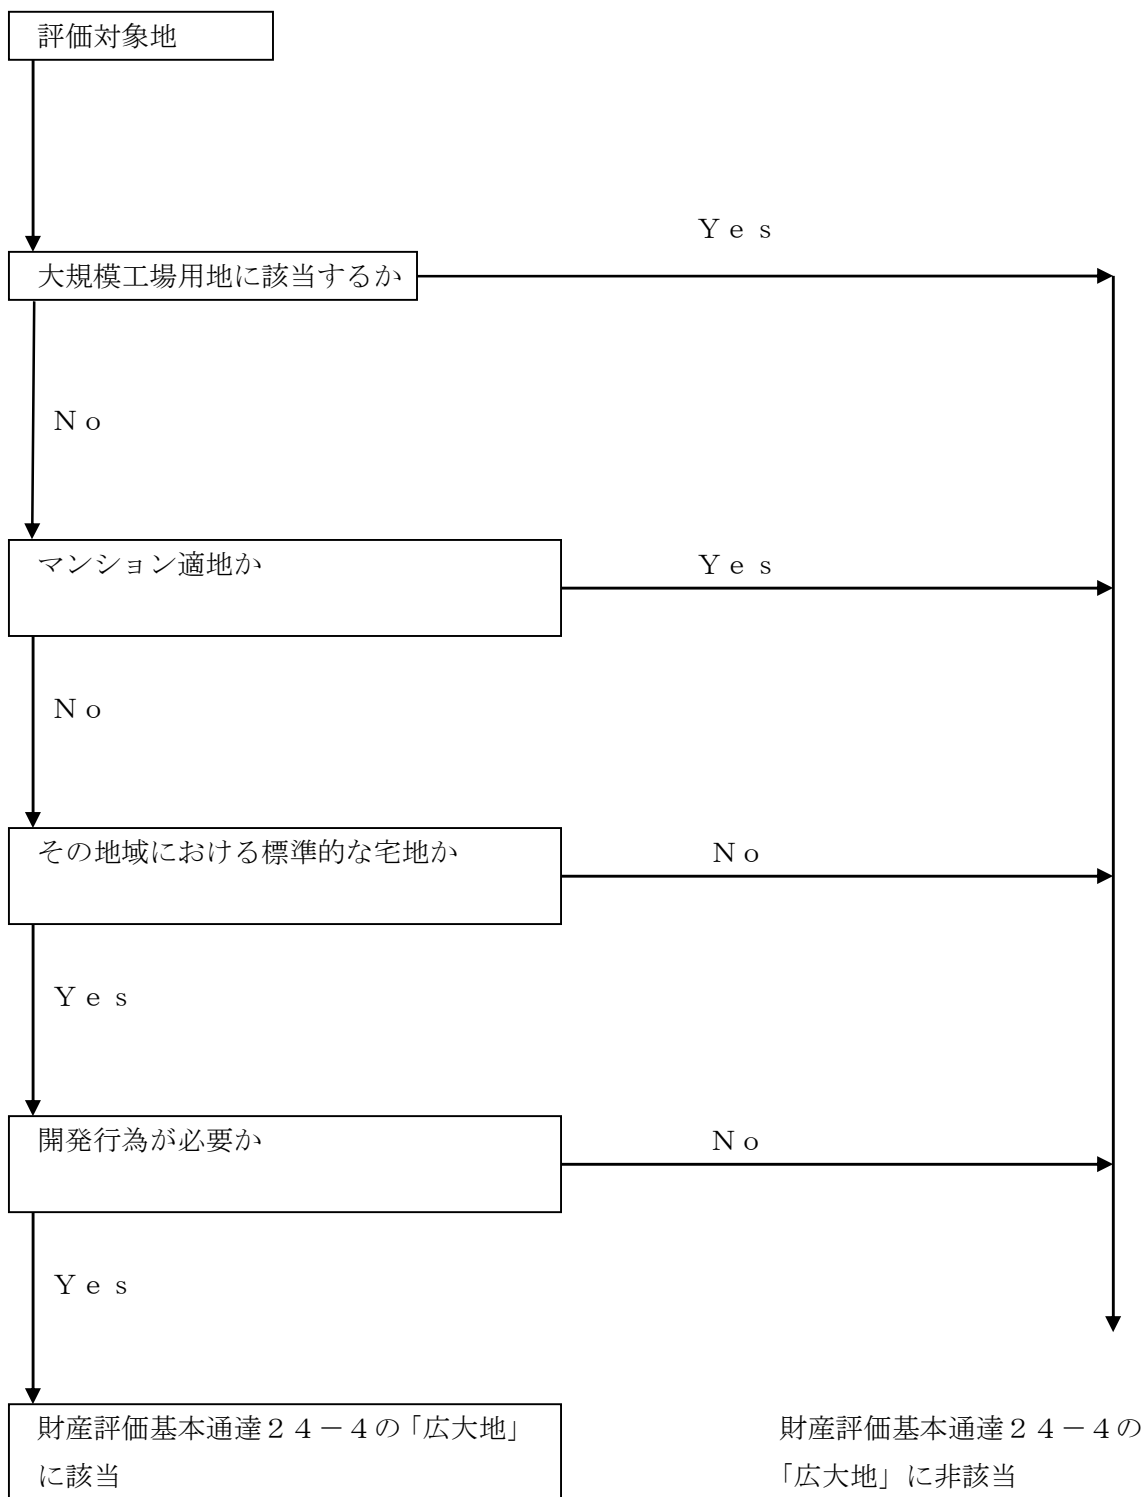 評価対象地
Yes
大規模工場用地に該当するか
No
マンション適地か
Yes
No
その地域における標準的な宅地か
No
Yes
開発行為が必要か
No
Yes
財産評価基本通達24-4の「広大地」
に該当
財産評価基本通達24-4の
「広大地」に非該当